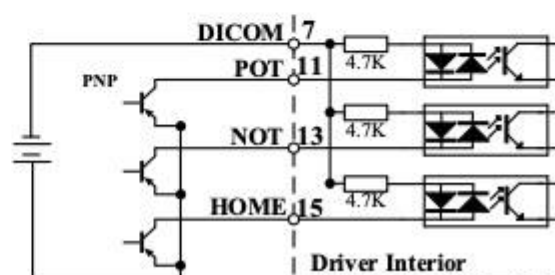 DICOM 7
4.7K
POT 11
PNP
NOT 13
4.7K
HOME 15
4.7K
Driver Interior